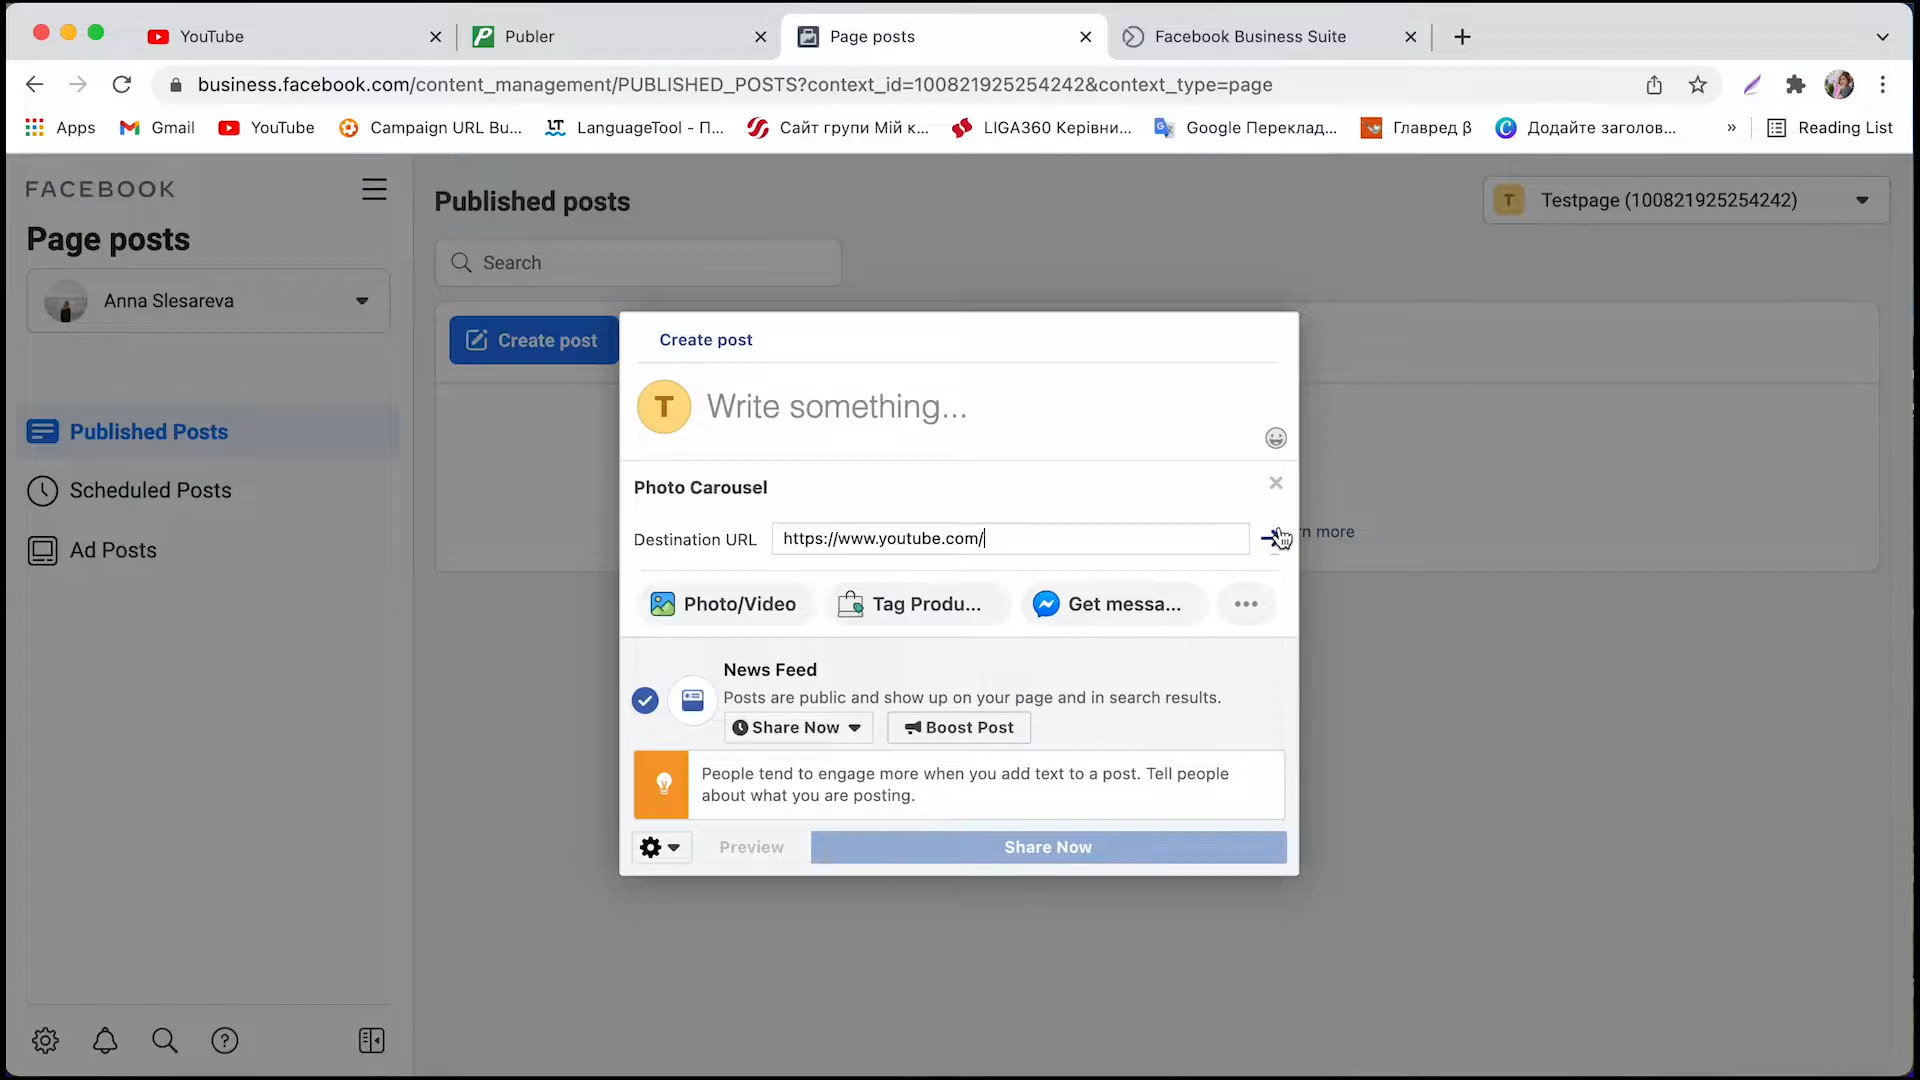 YouTube
Publer
Page posts
Facebook Business Suite
business.facebook.com/content_management/PUBLISHED_POSTS?context_id=100821925254242&context_type=page
Apps
Gmail
YouTube
Campaign URL Bu...
LanguageTool - П...
Сайт групи Мій к...
LIGA360 Керівни...
Google Переклад...
Главред β
Додайте заголов...
»
Reading List
FACEBOOK
Page posts
Anna Slesareva
Published Posts
Scheduled Posts
Ad Posts
Published posts
T
Testpage (100821925254242)
Search
Create post
Create post
T
Write something...
Photo Carousel
Destination URL
https://www.youtube.com/
n more
Photo/Video
Tag Produ...
Get messa...
News Feed
Posts are public and show up on your page and in search results.
Share Now
Boost Post
People tend to engage more when you add text to a post. Tell people
about what you are posting.
Preview
Share Now